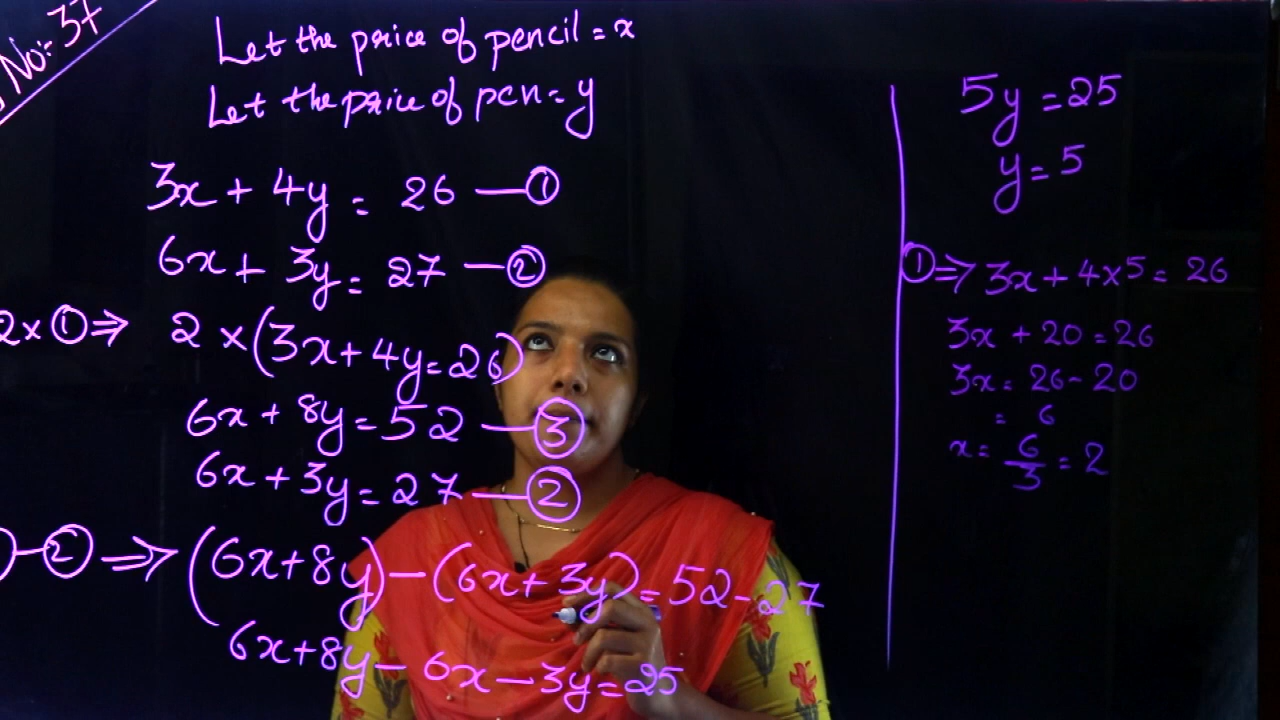 No:- 37
Let the price of pencil = x
Let the price of pen = y
3x + 4y = 26 — ①
6x + 3y = 27 — ②
2 x ① ⇒ 2 x (3x + 4y = 26)
6x + 8y = 52 — ③
6x + 3y = 27 — ②
— ② ⇒ (6x + 8y) – (6x + 3y) = 52 - 27
6x + 8y – 6x – 3y = 25
5y = 25
y = 5
① ⇒ 3x + 4 x 5 = 26
3x + 20 = 26
3x = 26 - 20
= 6
x = 6/3 = 2